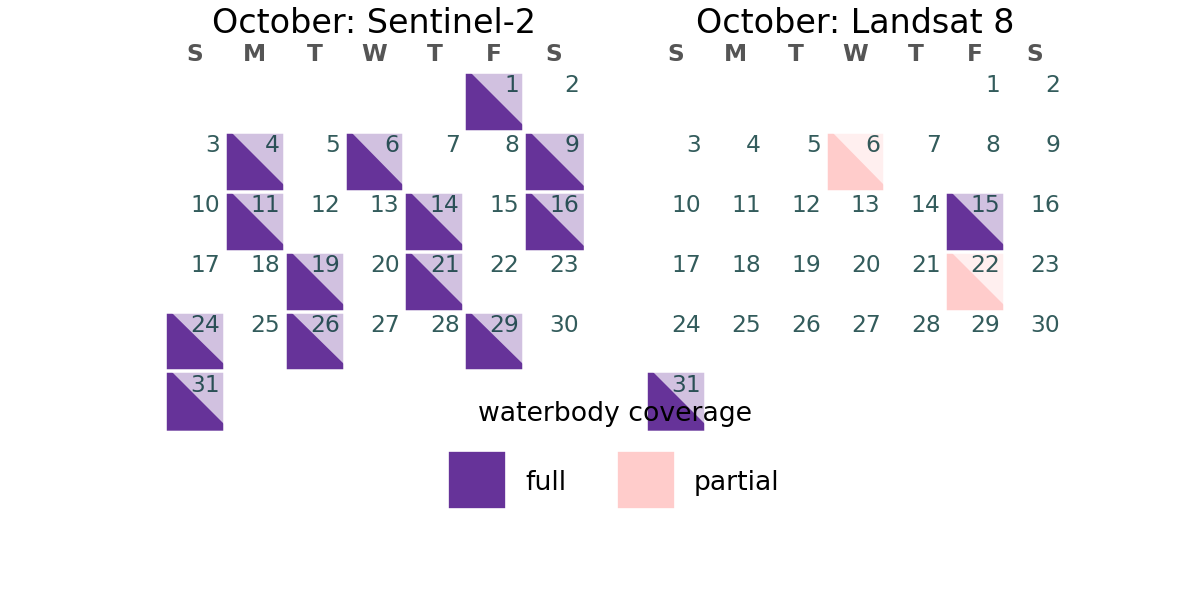 October: Sentinel-2
S M T W T F S
1 2
3 4 5 6 7 8 9
10 11 12 13 14 15 16
17 18 19 20 21 22 23
24 25 26 27 28 29 30
31
October: Landsat 8
S M T W T F S
1 2
3 4 5 6 7 8 9
10 11 12 13 14 15 16
17 18 19 20 21 22 23
24 25 26 27 28 29 30
31
waterbody coverage
full partial